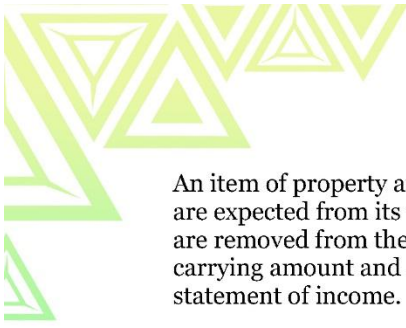 An item of property a
are expected from its
are removed from the
carrying amount and
statement of income.